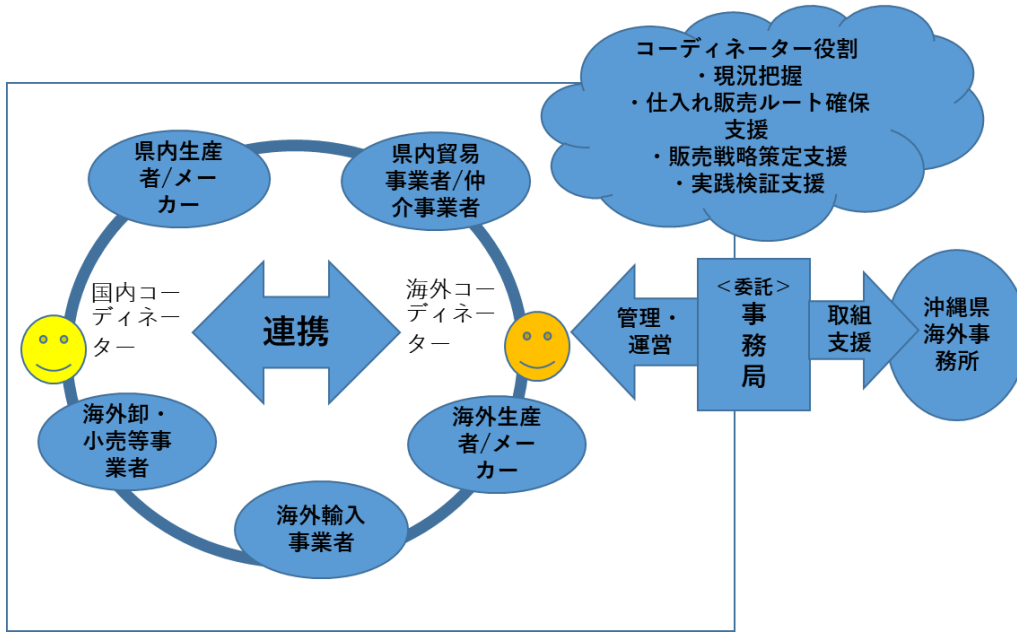 コーディネーター役割
・現況把握
・仕入れ販売ルート確保
支援
・販売戦略策定支援
・実践検証支援
県内生産
者/メー
カー
県内貿易
事業者/仲
介事業者
国内コー
ディネー
ター
連携
海外コー
ディネー
ター
管理・
運営
<委託>
事
務
局
取組
支援
沖縄県
海外事
務所
海外卸・
小売等事
業者
海外生産
者/メー
カー
海外輸入
事業者